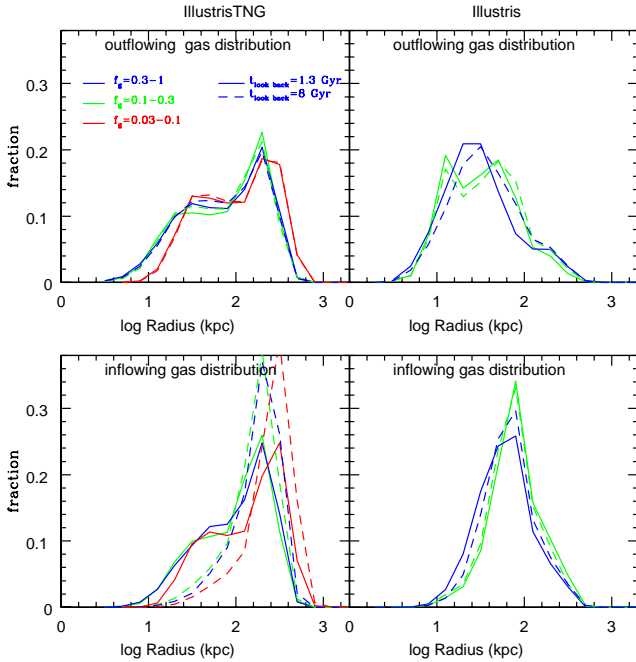 IllustrisTNG Illustris
outflowing gas distribution outflowing gas distribution
f_g=0.3−1 t_look back=1.3 Gyr
f_g=0.1−0.3 t_look back=8 Gyr
f_g=0.03−0.1
fraction
0.3
0.2
0.1
0
0 1 2 3 0 1 2 3
log Radius (kpc) log Radius (kpc)
inflowing gas distribution inflowing gas distribution
fraction
0.3
0.2
0.1
0
0 1 2 3 0 1 2 3
log Radius (kpc) log Radius (kpc)